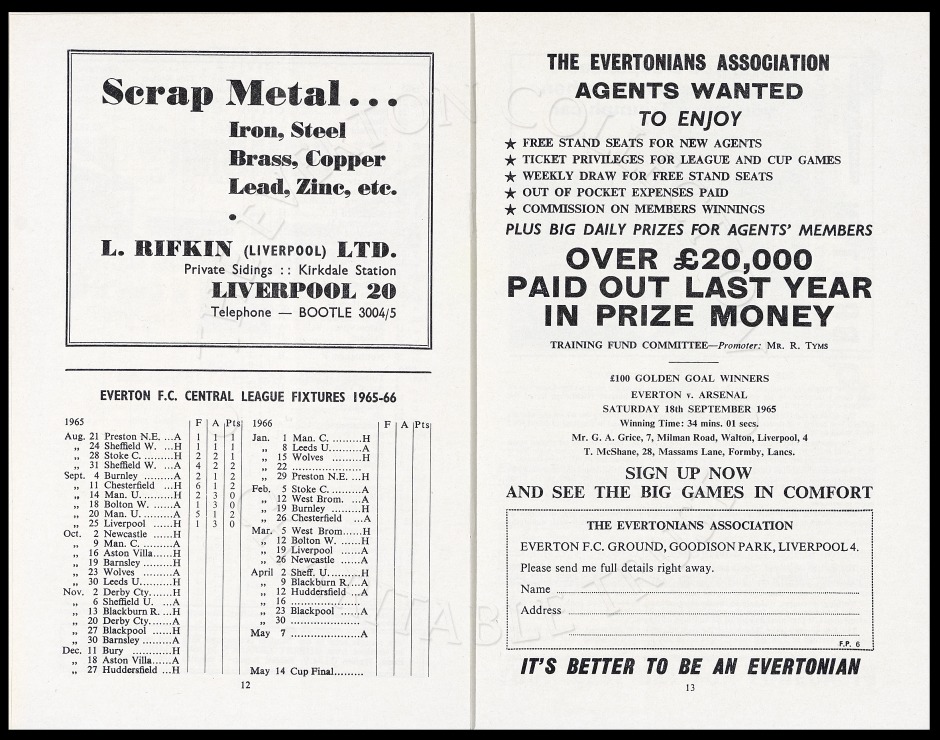 Scrap Metal...
Iron, Steel
Brass, Copper
Lead, Zinc, etc.
•
L. RIFKIN (LIVERPOOL) LTD.
Private Sidings :: Kirkdale Station
LIVERPOOL 20
Telephone — BOOTLE 3004/5
EVERTON F.C. CENTRAL LEAGUE FIXTURES 1965-66
1965 F A Pts
Aug. 21 Preston N.E. ...A 1 1 1
„ 24 Sheffield W. ...H 1 1 1
„ 28 Stoke C. .........H 2 2 1
„ 31 Sheffield W. ...A 4 2 2
Sept. 4 Burnley .........A 2 1 2
„ 11 Chesterfield ...H 6 1 2
„ 14 Man. U. .........H 2 3 0
„ 18 Bolton W. ......A 1 3 0
„ 20 Man. U. .........A 5 1 2
„ 25 Liverpool ......H 1 3 0
Oct. 2 Newcastle ......H
„ 9 Man. C. .........A
„ 16 Aston Villa......H
„ 19 Barnsley .........H
„ 23 Wolves .........A
„ 30 Leeds U..........H
Nov. 2 Derby Cty.......H
„ 6 Sheffield U. ...A
„ 13 Blackburn R. ...H
„ 20 Derby Cty.......A
„ 27 Blackpool ......H
„ 30 Barnsley .........A
Dec. 11 Bury ............H
„ 18 Aston Villa......A
„ 27 Huddersfield ...H
1966 F A Pts
Jan. 1 Man. C. .........H
„ 8 Leeds U. .........A
„ 15 Wolves .........H
„ 22 .....................
„ 29 Preston N.E. ...H
Feb. 5 Stoke C. .........A
„ 12 West Brom. ...A
„ 19 Burnley .........H
„ 26 Chesterfield ...A
Mar. 5 West Brom.......H
„ 12 Bolton W. ......H
„ 19 Liverpool ......A
„ 26 Newcastle ......A
April 2 Sheff. U. .........H
„ 9 Blackburn R....A
„ 12 Huddersfield ...A
„ 16 .....................
„ 23 Blackpool ......A
„ 30 .....................
May 7 .....................A
May 14 Cup Final.........
12
THE EVERTONIANS ASSOCIATION
AGENTS WANTED
TO ENJOY
★ FREE STAND SEATS FOR NEW AGENTS
★ TICKET PRIVILEGES FOR LEAGUE AND CUP GAMES
★ WEEKLY DRAW FOR FREE STAND SEATS
★ OUT OF POCKET EXPENSES PAID
★ COMMISSION ON MEMBERS WINNINGS
PLUS BIG DAILY PRIZES FOR AGENTS' MEMBERS
OVER £20,000
PAID OUT LAST YEAR
IN PRIZE MONEY
TRAINING FUND COMMITTEE—Promoter: MR. R. TYMS
£100 GOLDEN GOAL WINNERS
EVERTON v. ARSENAL
SATURDAY 18th SEPTEMBER 1965
Winning Time: 34 mins. 01 secs.
Mr. G. A. Grice, 7, Milman Road, Walton, Liverpool, 4
T. McShane, 28, Massams Lane, Formby, Lancs.
SIGN UP NOW
AND SEE THE BIG GAMES IN COMFORT
THE EVERTONIANS ASSOCIATION
EVERTON F.C. GROUND, GOODISON PARK, LIVERPOOL 4.
Please send me full details right away.
Name
Address
F.P. 6
IT'S BETTER TO BE AN EVERTONIAN
13